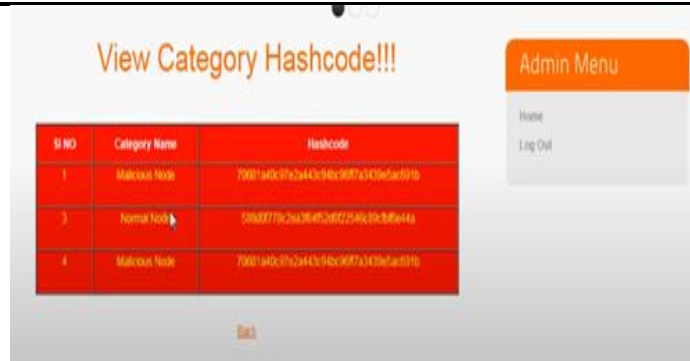 View Category Hashcode!!!
Admin Menu
Home
Log Out
SI NO Category Name Hashcode
1 Malicious Node
3 Normal Node
4 Malicious Node
Back